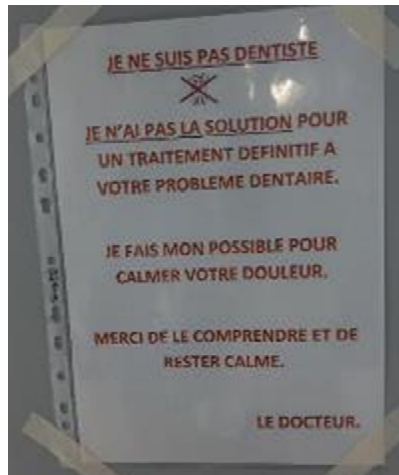 JE NE SUIS PAS DENTISTE
JE N'AI PAS LA SOLUTION POUR
UN TRAITEMENT DEFINITIF A
VOTRE PROBLEME DENTAIRE.
JE FAIS MON POSSIBLE POUR
CALMER VOTRE DOULEUR.
MERCI DE LE COMPRENDRE ET DE
RESTER CALME.
LE DOCTEUR.